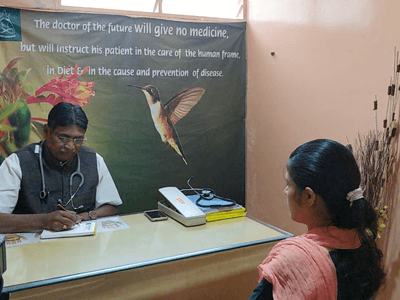 The doctor of the future Will give no medicine,
but will instruct his patient in the care of the human frame,
in Diet & in the cause and prevention of disease.